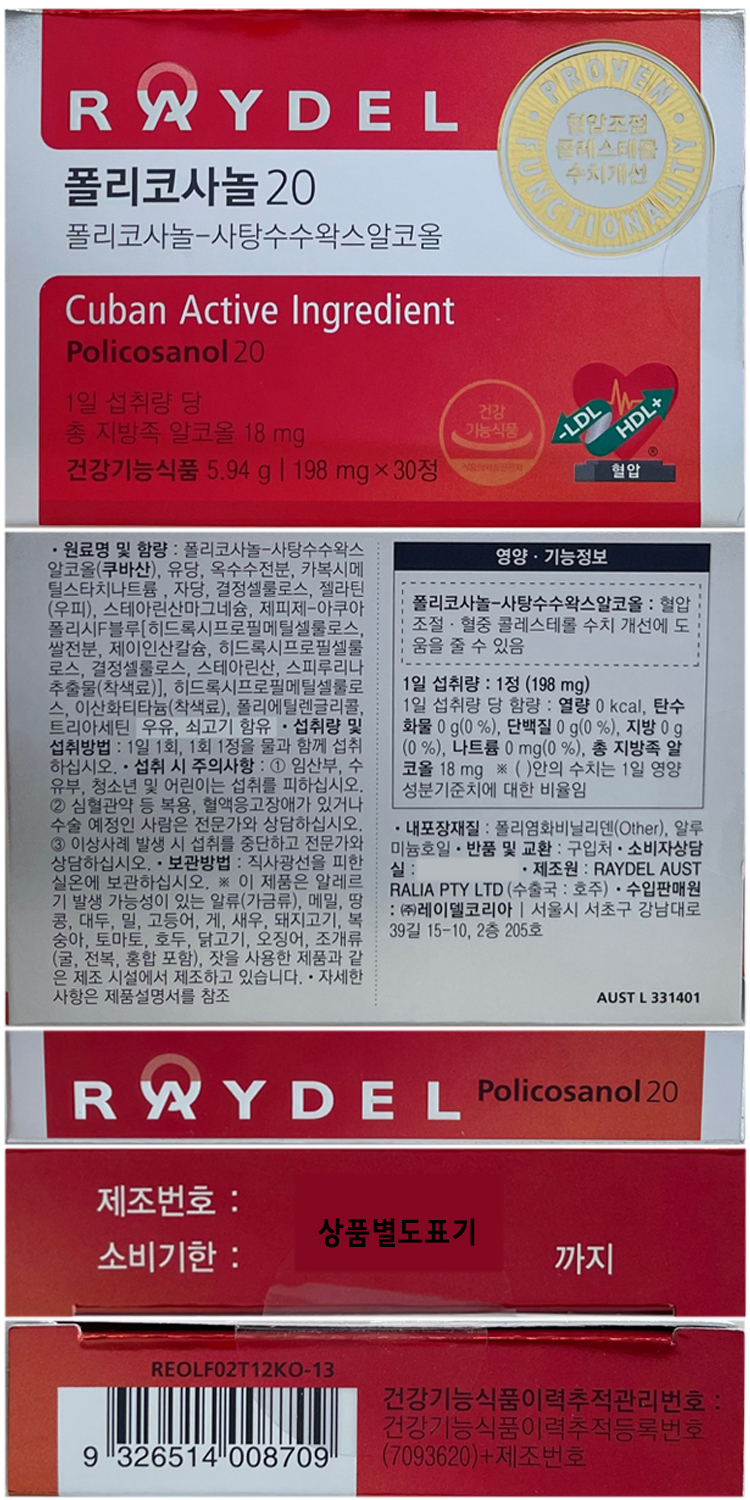 RAYDEL
PROVEN
혈압조절
콜레스테롤
수치개선
FUNCTIONALITY
폴리코사놀 20
폴리코사놀-사탕수수왁스알코올
Cuban Active Ingredient
Policosanol 20
1일 섭취량 당
총 지방족 알코올 18 mg
건강기능식품 5.94 g | 198 mg × 30정
건강
기능식품
식품의약품안전처
-LDL HDL+
®
혈압
• 원료명 및 함량 : 폴리코사놀-사탕수수왁스
알코올(쿠바산), 유당, 옥수수전분, 카복시메
틸스타치나트륨 , 자당, 결정셀룰로스, 젤라틴
(우피), 스테아린산마그네슘, 제피제-아쿠아
폴리시F블루[히드록시프로필메틸셀룰로스,
쌀전분, 제이인산칼슘, 히드록시프로필셀룰
로스, 결정셀룰로스, 스테아린산, 스피루리나
추출물(착색료)], 히드록시프로필메틸셀룰로
스, 이산화티타늄(착색료), 폴리에틸렌글리콜,
트리아세틴 우유, 쇠고기 함유 • 섭취량 및
섭취방법 : 1일 1회, 1회 1정을 물과 함께 섭취
하십시오. • 섭취 시 주의사항 : ① 임산부, 수
유부, 청소년 및 어린이는 섭취를 피하십시오.
② 심혈관약 등 복용, 혈액응고장애가 있거나
수술 예정인 사람은 전문가와 상담하십시오.
③ 이상사례 발생 시 섭취를 중단하고 전문가와
상담하십시오. • 보관방법 : 직사광선을 피한
실온에 보관하십시오. ※ 이 제품은 알레르
기 발생 가능성이 있는 알류(가금류), 메밀, 땅
콩, 대두, 밀, 고등어, 게, 새우, 돼지고기, 복
숭아, 토마토, 호두, 닭고기, 오징어, 조개류
(굴, 전복, 홍합 포함), 잣을 사용한 제품과 같
은 제조 시설에서 제조하고 있습니다. • 자세한
사항은 제품설명서를 참조
영양 · 기능정보
폴리코사놀-사탕수수왁스알코올 : 혈압
조절 · 혈중 콜레스테롤 수치 개선에 도
움을 줄 수 있음
1일 섭취량 : 1정 (198 mg)
1일 섭취량 당 함량 : 열량 0 kcal, 탄수
화물 0 g(0 %), 단백질 0 g(0 %), 지방 0 g
(0 %), 나트륨 0 mg(0 %), 총 지방족 알
코올 18 mg ※ ( )안의 수치는 1일 영양
성분기준치에 대한 비율임
• 내포장재질 : 폴리염화비닐리덴(Other), 알루
미늄호일 • 반품 및 교환 : 구입처 • 소비자상담
실 : • 제조원 : RAYDEL AUST
RALIA PTY LTD (수출국 : 호주) • 수입판매원
: ㈜레이델코리아 | 서울시 서초구 강남대로
39길 15-10, 2층 205호
AUST L 331401
RAYDEL Policosanol 20
제조번호 :
상품별도표기
소비기한 : 까지
REOLF02T12KO-13
9 326514 008709
건강기능식품이력추적관리번호 :
건강기능식품이력추적등록번호
(7093620)+제조번호